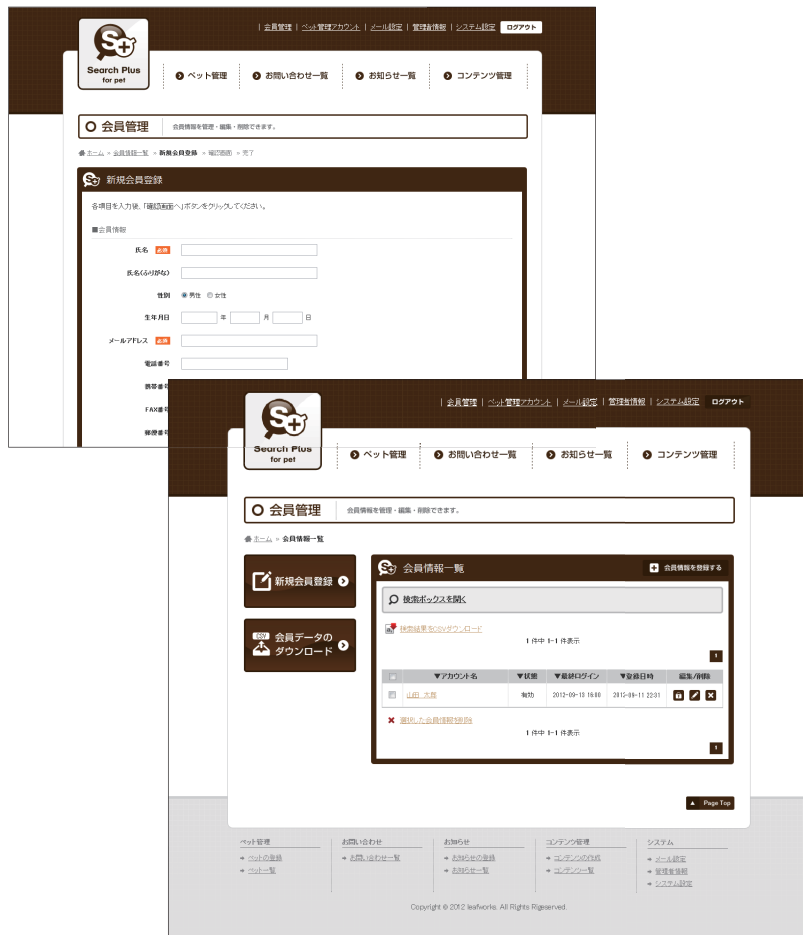 | 会員管理 | ペット管理アカウント | メール設定 | 管理者情報 | システム設定 ログアウト
Search Plus
for pet
ペット管理 お問い合わせ一覧 お知らせ一覧 コンテンツ管理
会員管理 会員情報を管理・編集・削除できます。
ホーム » 会員情報一覧 » 新規会員登録 » 確認画面 » 完了
新規会員登録
各項目を入力後、「確認画面へ」ボタンをクリックしてください。
■会員情報
氏名 必須
氏名(ふりがな)
性別 男性 女性
生年月日 年 月 日
メールアドレス 必須
電話番号
携帯番号
FAX番号
郵便番号
| 会員管理 | ペット管理アカウント | メール設定 | 管理者情報 | システム設定 ログアウト
Search Plus
for pet
ペット管理 お問い合わせ一覧 お知らせ一覧 コンテンツ管理
会員管理 会員情報を管理・編集・削除できます。
ホーム » 会員情報一覧
新規会員登録
CSV 会員データの
ダウンロード
会員情報一覧 会員情報を登録する
検索ボックスを開く
検索結果をCSVダウンロード
1 件中 1-1 件表示
1
▼アカウント名 ▼状態 ▼最終ログイン ▼登録日時 編集/削除
山田 太郎 有効 2012-09-13 16:00 2012-09-11 22:31
選択した会員情報を削除
1 件中 1-1 件表示
1
▲ Page Top
ペット管理 お問い合わせ お知らせ コンテンツ管理 システム
ペットの登録 お問い合わせ一覧 お知らせの登録 コンテンツの作成 メール設定
ペット一覧 お知らせ一覧 コンテンツ一覧 管理者情報
システム設定
Copyright © 2012 leafworks. All Rights Rigeserved.